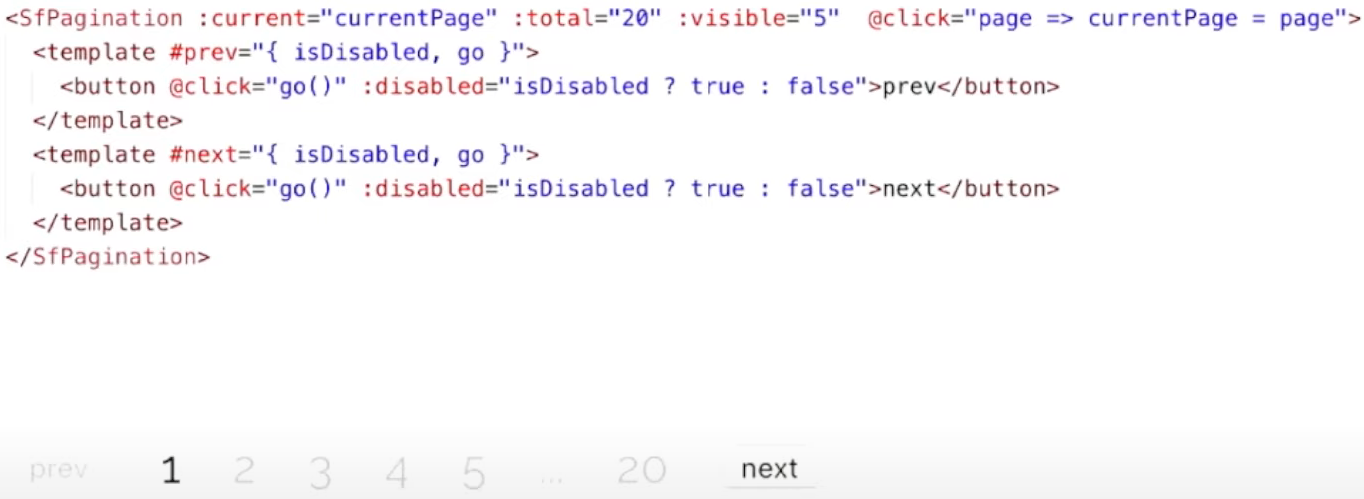 <SfPagination :current="currentPage" :total="20" :visible="5"  @click="page => currentPage = page">
  <template #prev="{ isDisabled, go }">
    <button @click="go()" :disabled="isDisabled ? true : false">prev</button>
  </template>
  <template #next="{ isDisabled, go }">
    <button @click="go()" :disabled="isDisabled ? true : false">next</button>
  </template>
</SfPagination>
prev 1 2 3 4 5 ... 20 next